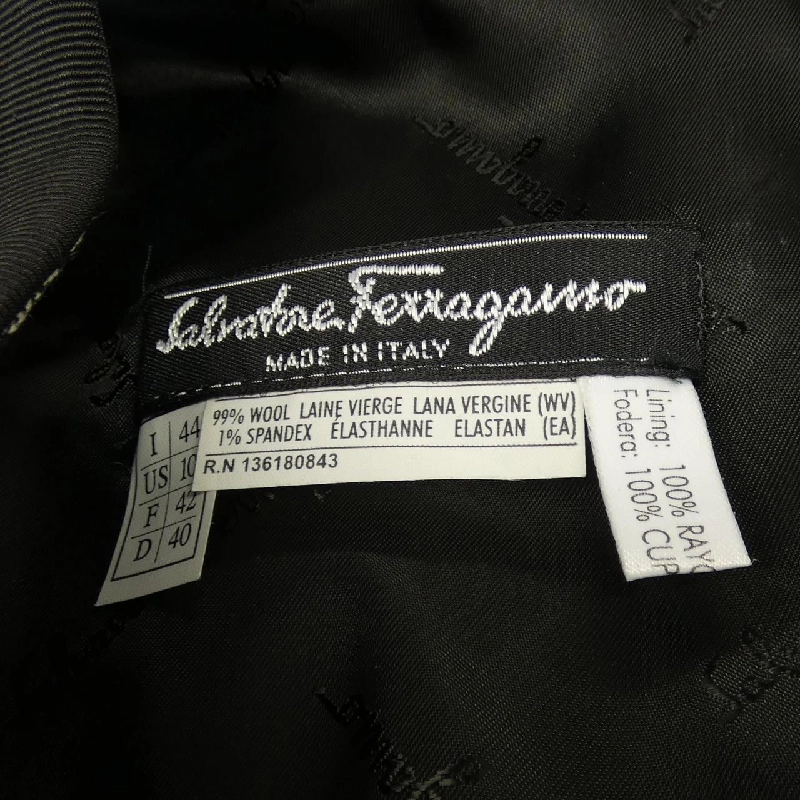 Salvatore Ferragamo
MADE IN ITALY
I 44
US 10
F 42
D 40
99% WOOL LAINE VIERGE LANA VERGINE (WV)
1% SPANDEX ÉLASTHANNE ELASTAN (EA)
R.N 136180843
Lining: 100%
Fodera: 100%